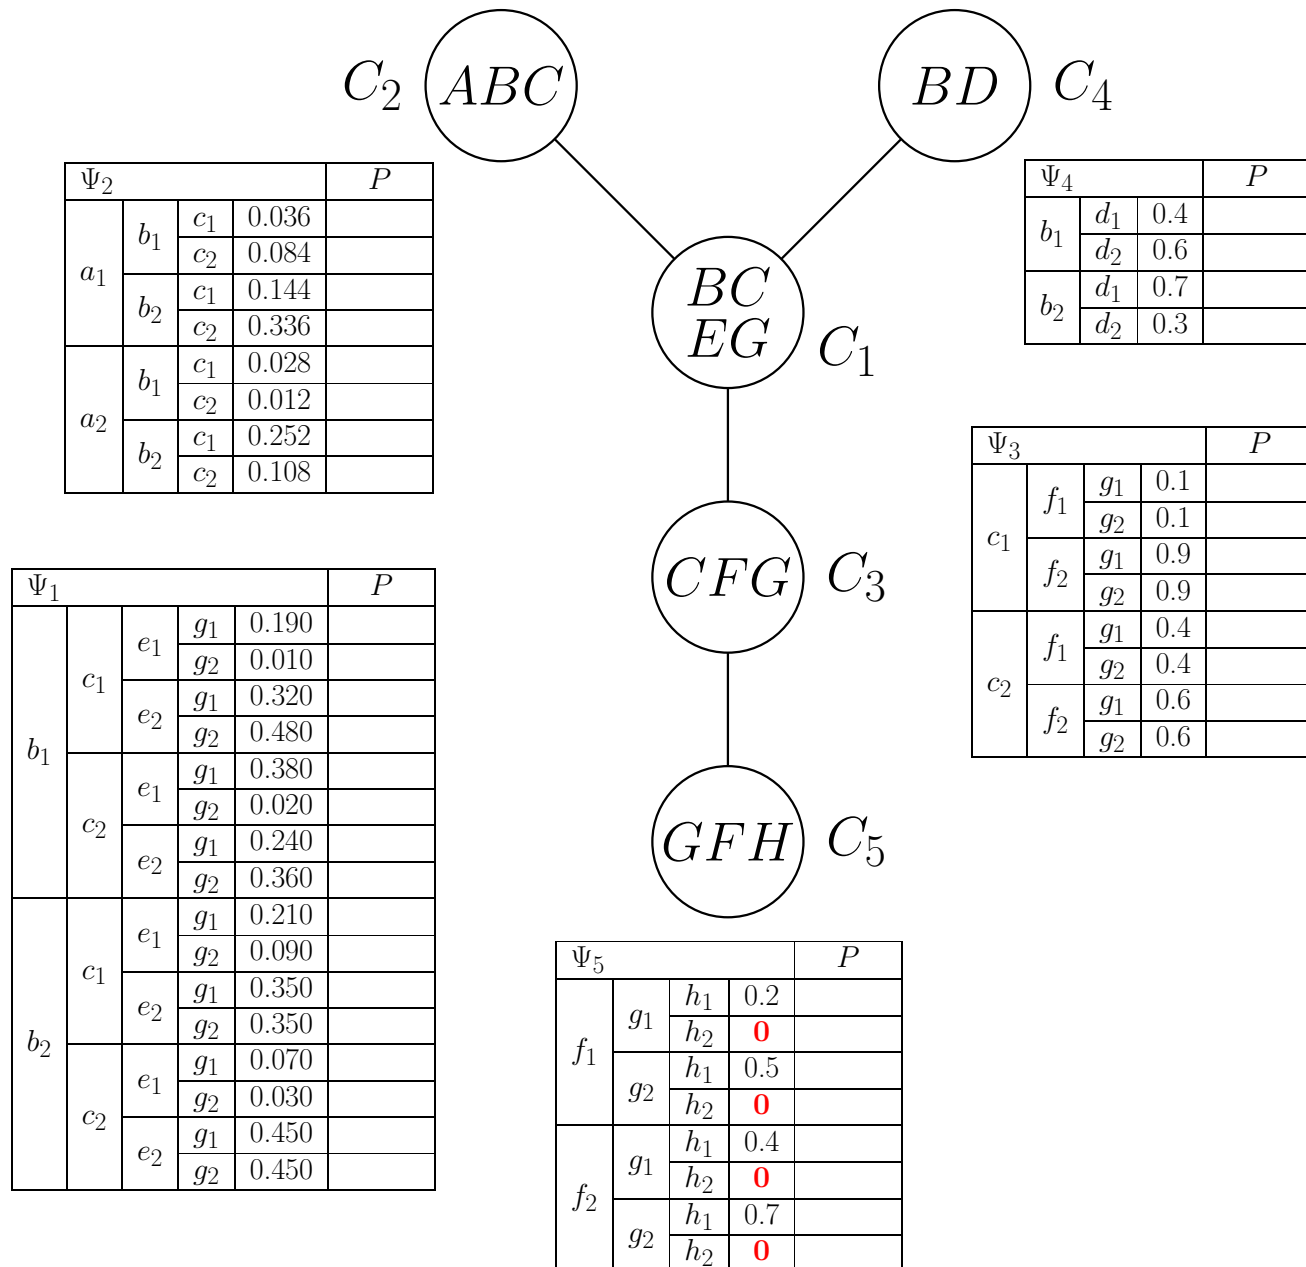 C2 ABC
BD C4
BC
EG C1
CFG C3
GFH C5
Ψ2 P
a1 b1 c1 0.036
c2 0.084
b2 c1 0.144
c2 0.336
a2 b1 c1 0.028
c2 0.012
b2 c1 0.252
c2 0.108
Ψ4 P
b1 d1 0.4
d2 0.6
b2 d1 0.7
d2 0.3
Ψ3 P
c1 f1 g1 0.1
g2 0.1
f2 g1 0.9
g2 0.9
c2 f1 g1 0.4
g2 0.4
f2 g1 0.6
g2 0.6
Ψ1 P
b1 c1 e1 g1 0.190
g2 0.010
e2 g1 0.320
g2 0.480
c2 e1 g1 0.380
g2 0.020
e2 g1 0.240
g2 0.360
b2 c1 e1 g1 0.210
g2 0.090
e2 g1 0.350
g2 0.350
c2 e1 g1 0.070
g2 0.030
e2 g1 0.450
g2 0.450
Ψ5 P
f1 g1 h1 0.2
h2 0
g2 h1 0.5
h2 0
f2 g1 h1 0.4
h2 0
g2 h1 0.7
h2 0